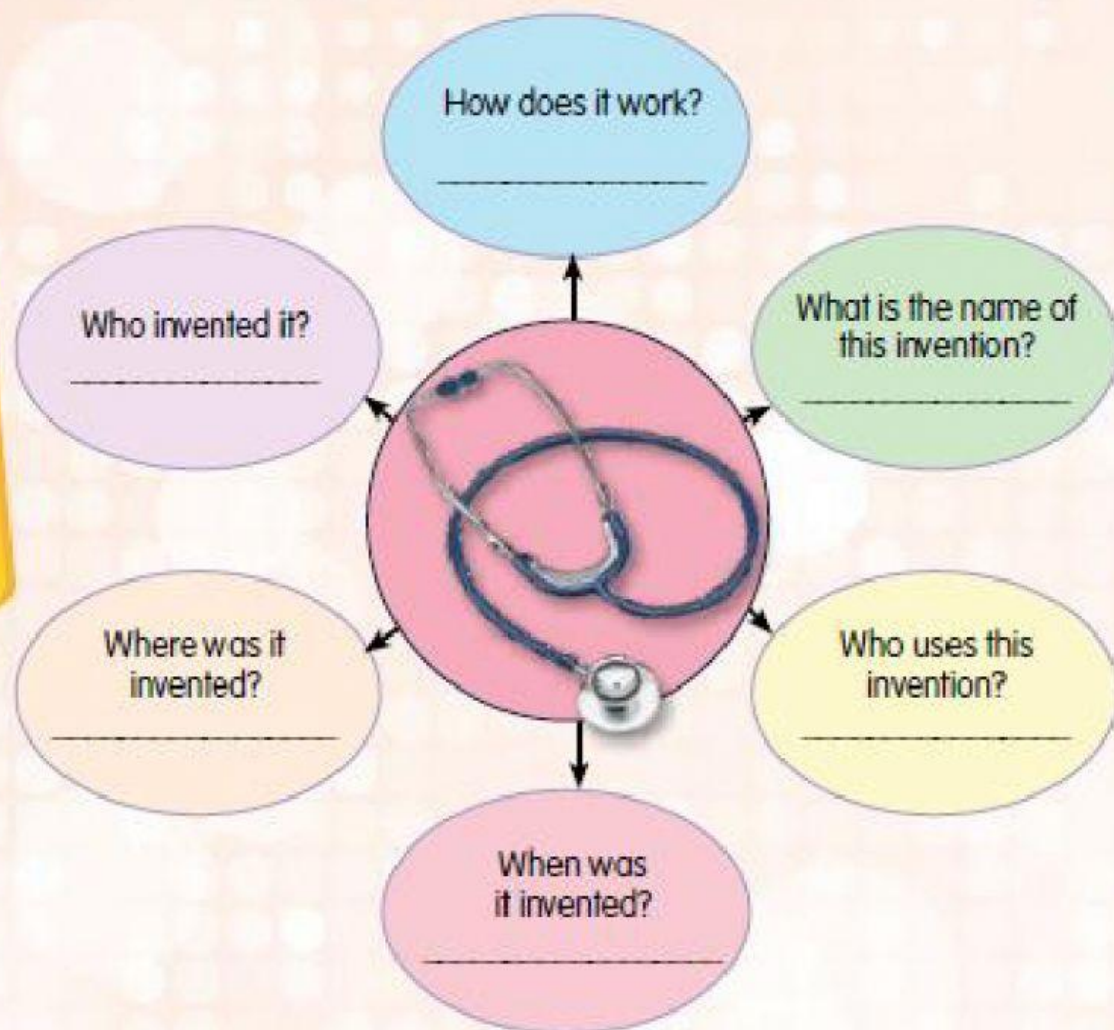 How does it work?
Who invented it?
What is the name of
this invention?
Where was it
invented?
Who uses this
invention?
When was
it invented?